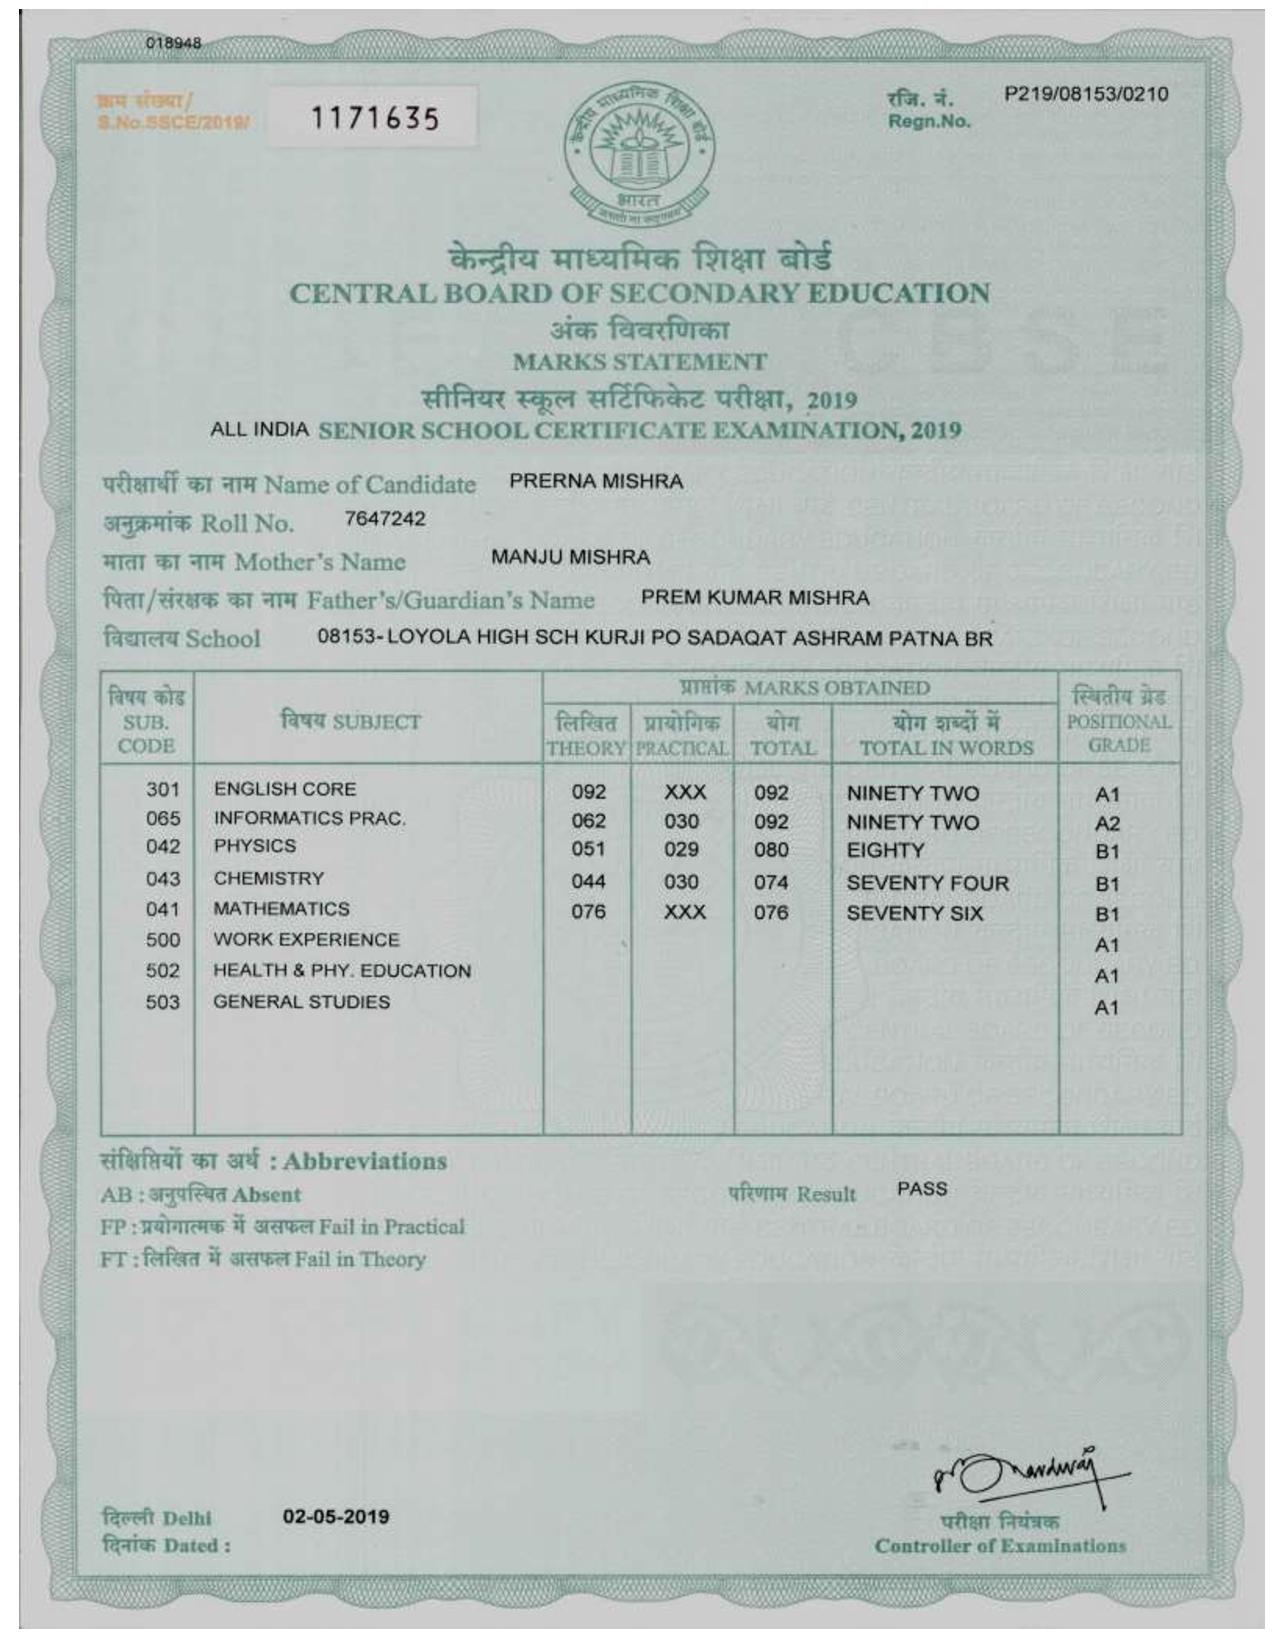 018948
क्रम संख्या/
S.No.SSCE/2019/
1171635
रजि. नं.
Regn.No.
P219/08153/0210
केन्द्रीय माध्यमिक शिक्षा बोर्ड
भारत
केन्द्रीय माध्यमिक शिक्षा बोर्ड
CENTRAL BOARD OF SECONDARY EDUCATION
अंक विवरणिका
MARKS STATEMENT
सीनियर स्कूल सर्टिफिकेट परीक्षा, 2019
ALL INDIA SENIOR SCHOOL CERTIFICATE EXAMINATION, 2019
परीक्षार्थी का नाम Name of Candidate PRERNA MISHRA
अनुक्रमांक Roll No. 7647242
माता का नाम Mother's Name MANJU MISHRA
पिता/संरक्षक का नाम Father's/Guardian's Name PREM KUMAR MISHRA
विद्यालय School 08153-LOYOLA HIGH SCH KURJI PO SADAQAT ASHRAM PATNA BR
विषय कोड SUB. CODE
विषय SUBJECT
प्राप्तांक MARKS OBTAINED
लिखित THEORY
प्रायोगिक PRACTICAL
योग TOTAL
योग शब्दों में TOTAL IN WORDS
स्थितीय ग्रेड POSITIONAL GRADE
301 ENGLISH CORE 092 XXX 092 NINETY TWO A1
065 INFORMATICS PRAC. 062 030 092 NINETY TWO A2
042 PHYSICS 051 029 080 EIGHTY B1
043 CHEMISTRY 044 030 074 SEVENTY FOUR B1
041 MATHEMATICS 076 XXX 076 SEVENTY SIX B1
500 WORK EXPERIENCE A1
502 HEALTH & PHY. EDUCATION A1
503 GENERAL STUDIES A1
संक्षिप्तियों का अर्थ : Abbreviations
AB : अनुपस्थित Absent
परिणाम Result PASS
FP : प्रयोगात्मक में असफल Fail in Practical
FT : लिखित में असफल Fail in Theory
दिल्ली Delhi
दिनांक Dated :
02-05-2019
परीक्षा नियंत्रक
Controller of Examinations